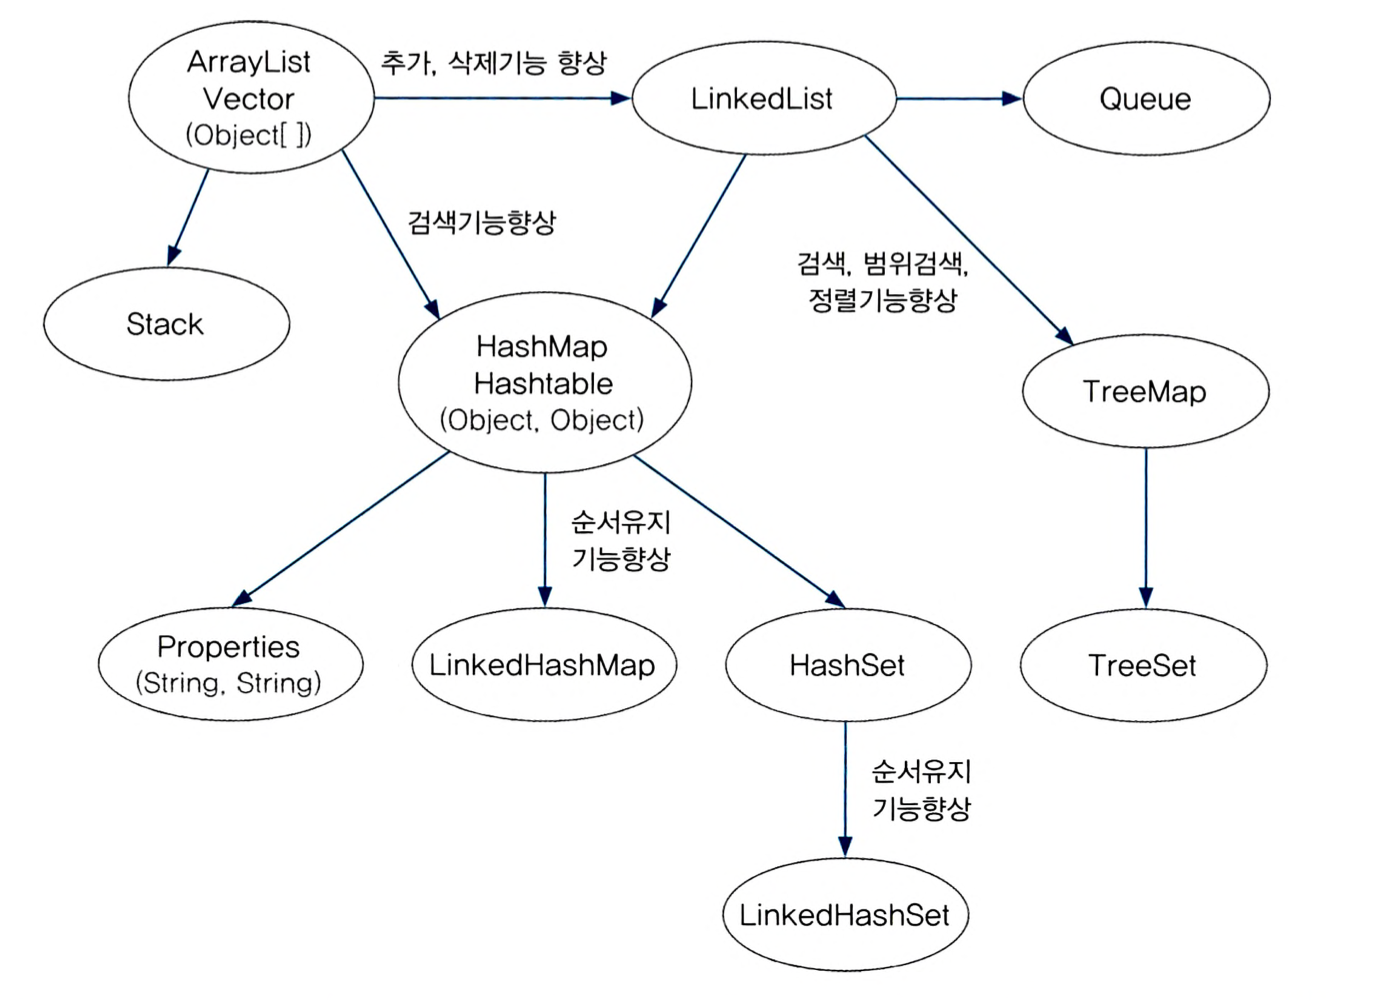 ArrayList
Vector
(Object[ ])
추가, 삭제기능 향상
LinkedList
Queue
검색기능향상
검색, 범위검색,
정렬기능향상
Stack
HashMap
Hashtable
(Object, Object)
TreeMap
순서유지
기능향상
Properties
(String, String)
LinkedHashMap
HashSet
TreeSet
순서유지
기능향상
LinkedHashSet